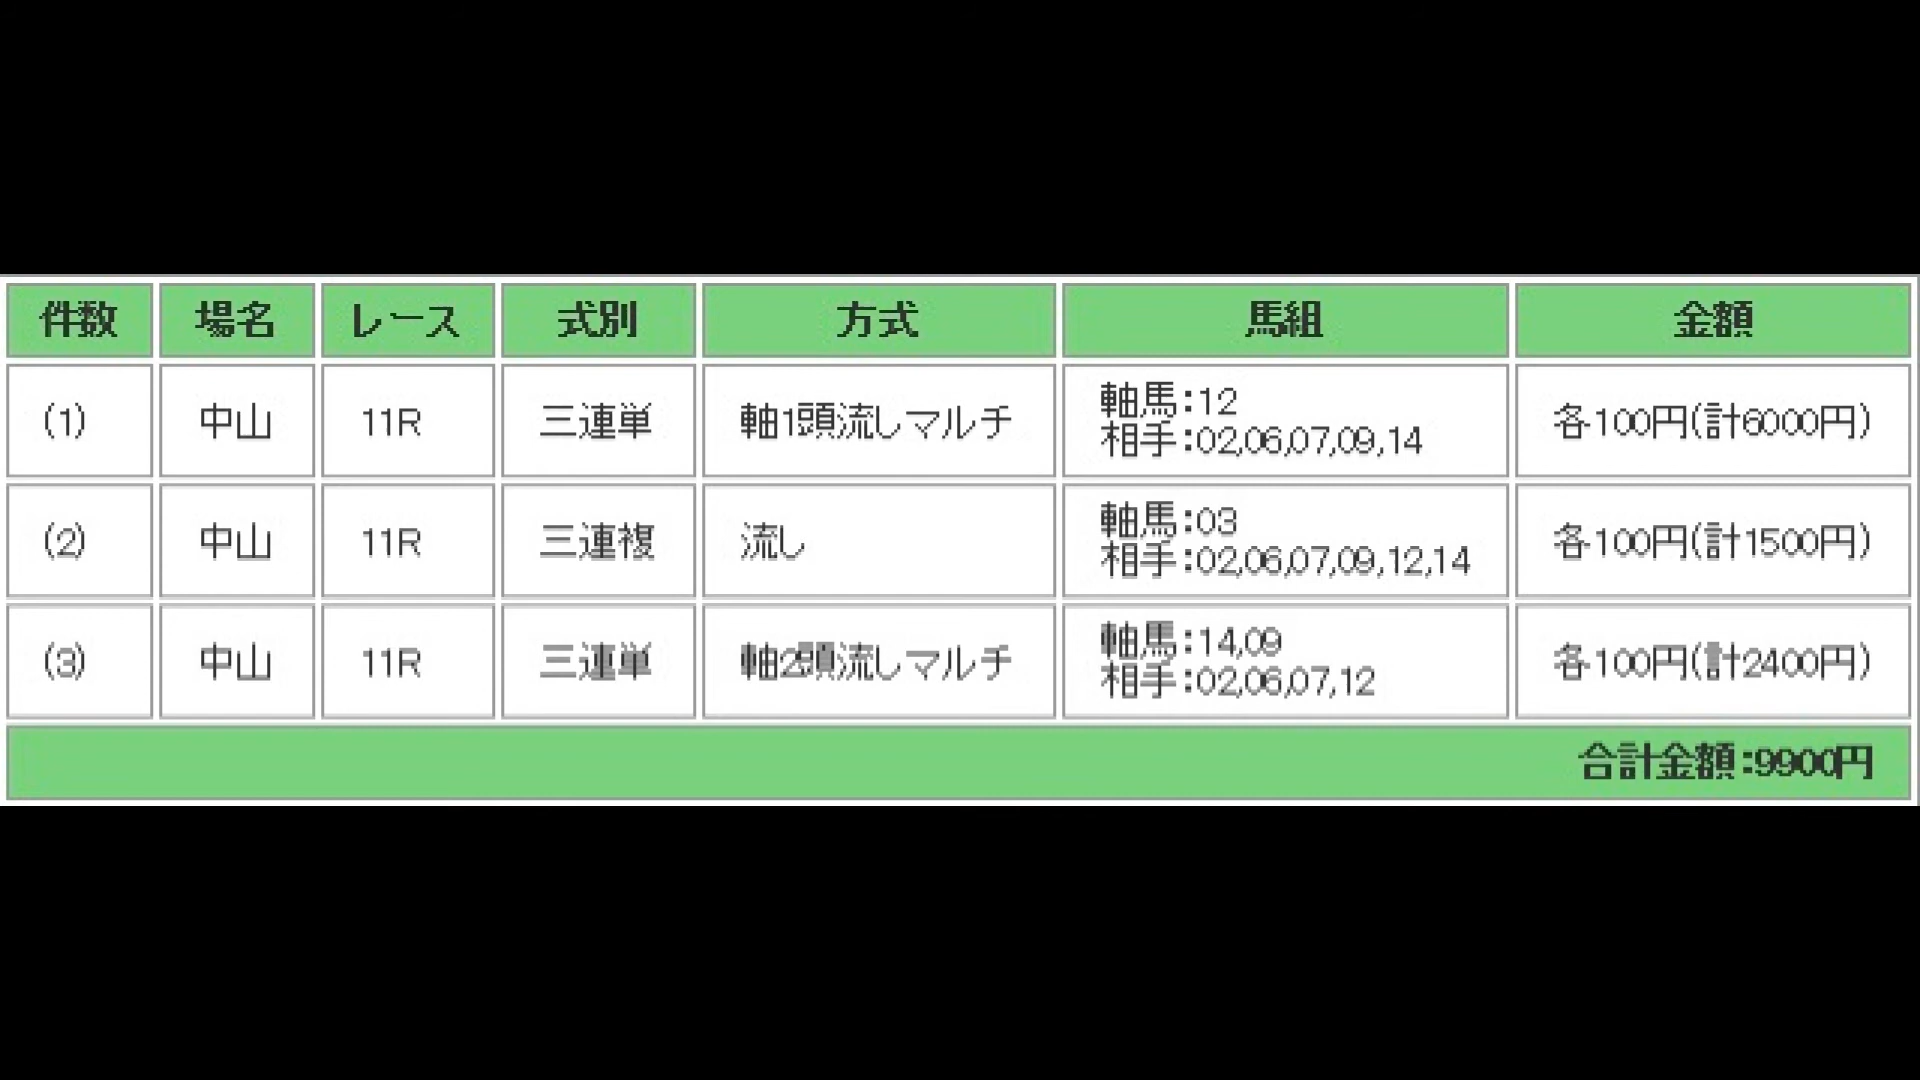 件数 場名 レース 式別 方式 馬組 金額
(1) 中山 11R 三連単 軸1頭流しマルチ 軸馬:12 各100円(計6000円)
相手:02,06,07,09,14
(2) 中山 11R 三連複 流し 軸馬:03 各100円(計1500円)
相手:02,06,07,09,12,14
(3) 中山 11R 三連単 軸2頭流しマルチ 軸馬:14,09 各100円(計2400円)
相手:02,06,07,12
合計金額:9900円